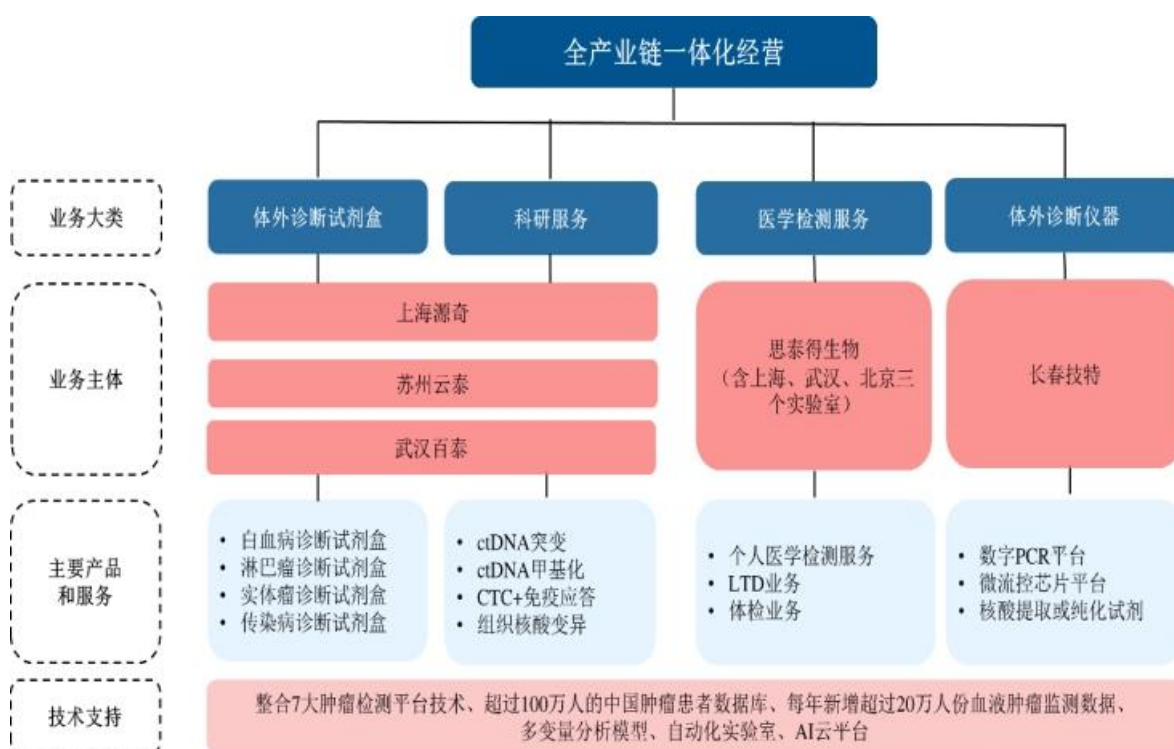 全产业链一体化经营
业务大类
体外诊断试剂盒
科研服务
医学检测服务
体外诊断仪器
业务主体
上海源奇
苏州云泰
武汉百泰
思泰得生物
（含上海、武汉、北京三
个实验室）
长春技特
主要产品
和服务
• 白血病诊断试剂盒
• 淋巴瘤诊断试剂盒
• 实体瘤诊断试剂盒
• 传染病诊断试剂盒
• ctDNA突变
• ctDNA甲基化
• CTC+免疫应答
• 组织核酸变异
• 个人医学检测服务
• LTD业务
• 体检业务
• 数字PCR平台
• 微流控芯片平台
• 核酸提取或纯化试剂
技术支持
整合7大肿瘤检测平台技术、超过100万人的中国肿瘤患者数据库、每年新增超过20万人份血液肿瘤监测数据、
多变量分析模型、自动化实验室、AI云平台